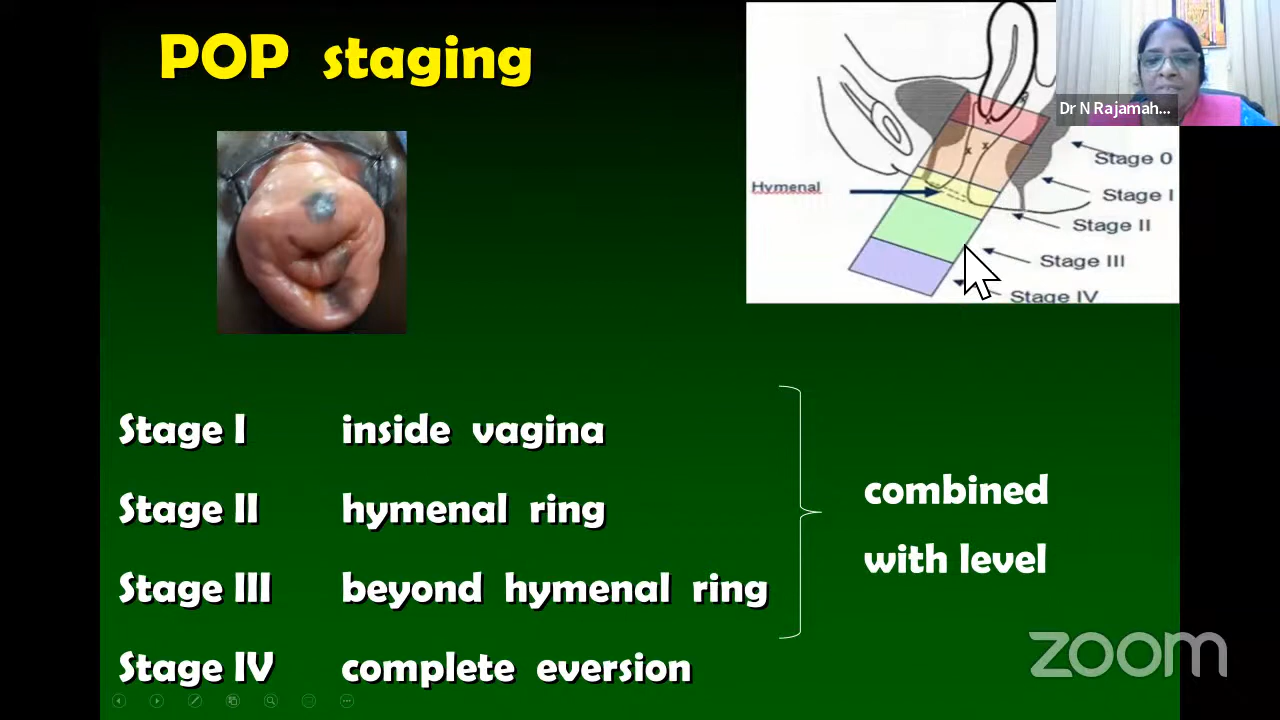 POP staging
Dr N Rajamah...
Stage 0
Hymenal
Stage I
Stage II
Stage III
Stage IV
Stage I inside vagina
Stage II hymenal ring
Stage III beyond hymenal ring
Stage IV complete eversion
combined
with level
zoom